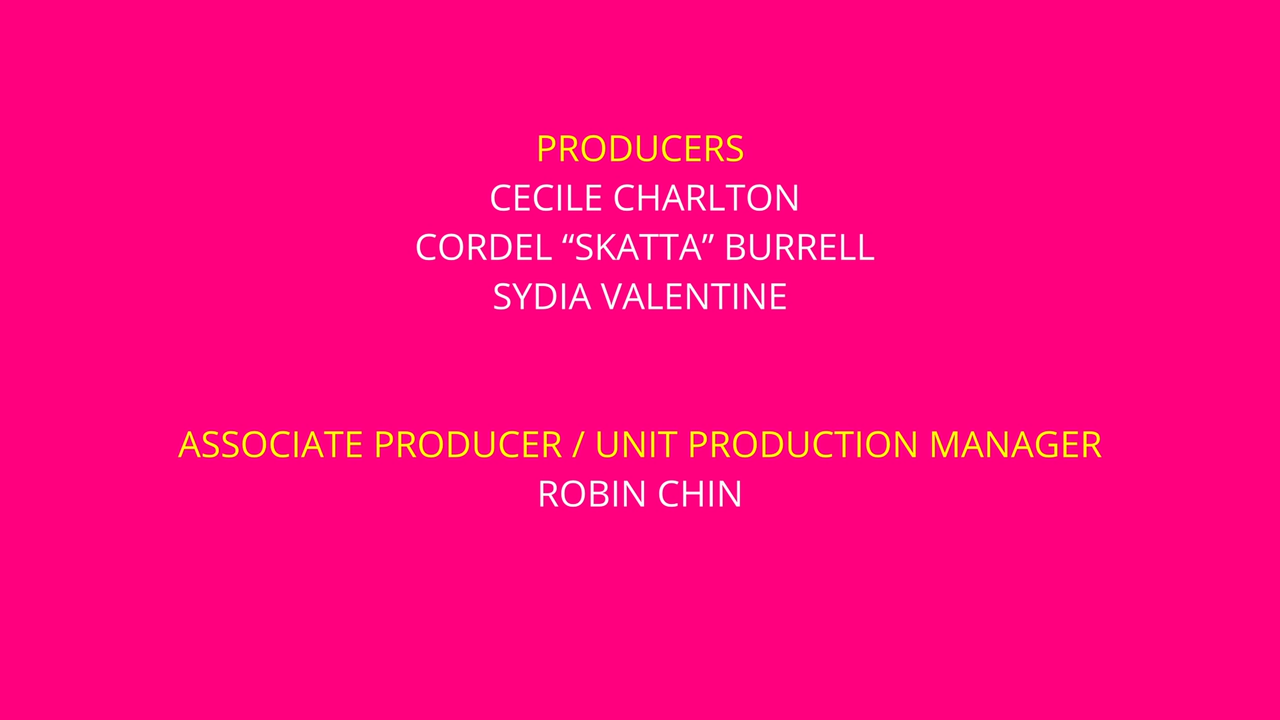 PRODUCERS
CECILE CHARLTON
CORDEL “SKATTA” BURRELL
SYDIA VALENTINE
ASSOCIATE PRODUCER / UNIT PRODUCTION MANAGER
ROBIN CHIN